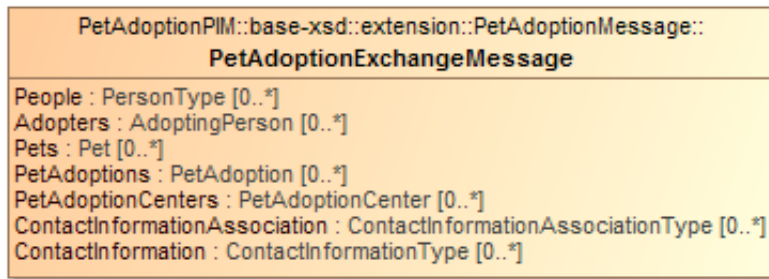 PetAdoptionPIM::base-xsd::extension::PetAdoptionMessage::
PetAdoptionExchangeMessage
People : PersonType [0..*]
Adopters : AdoptingPerson [0..*]
Pets : Pet [0..*]
PetAdoptions : PetAdoption [0..*]
PetAdoptionCenters : PetAdoptionCenter [0..*]
ContactInformationAssociation : ContactInformationAssociationType [0..*]
ContactInformation : ContactInformationType [0..*]